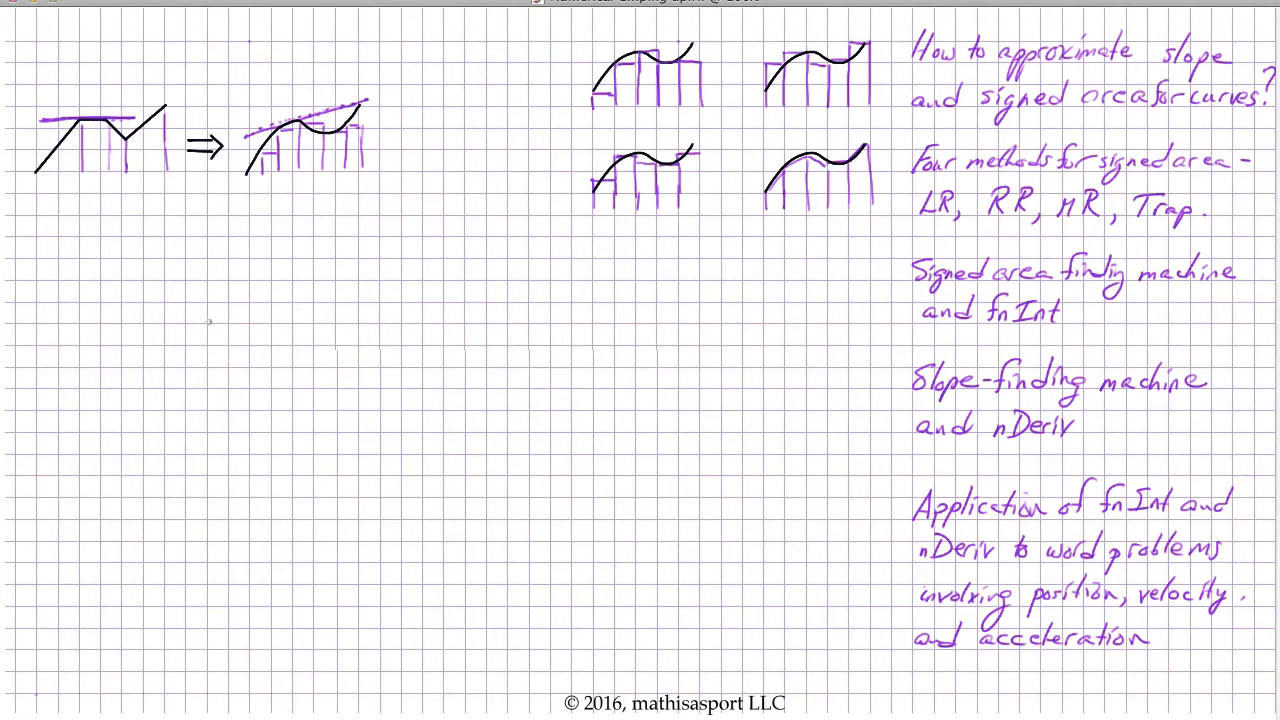 How to approximate slope
and signed area for curves?
Four methods for signed area -
LR, RR, MR, Trap.
Signed area finding machine
and fnInt
Slope-finding machine
and nDeriv
Application of fnInt and
nDeriv to word problems
involving position, velocity.
and acceleration
© 2016, mathisasport LLC